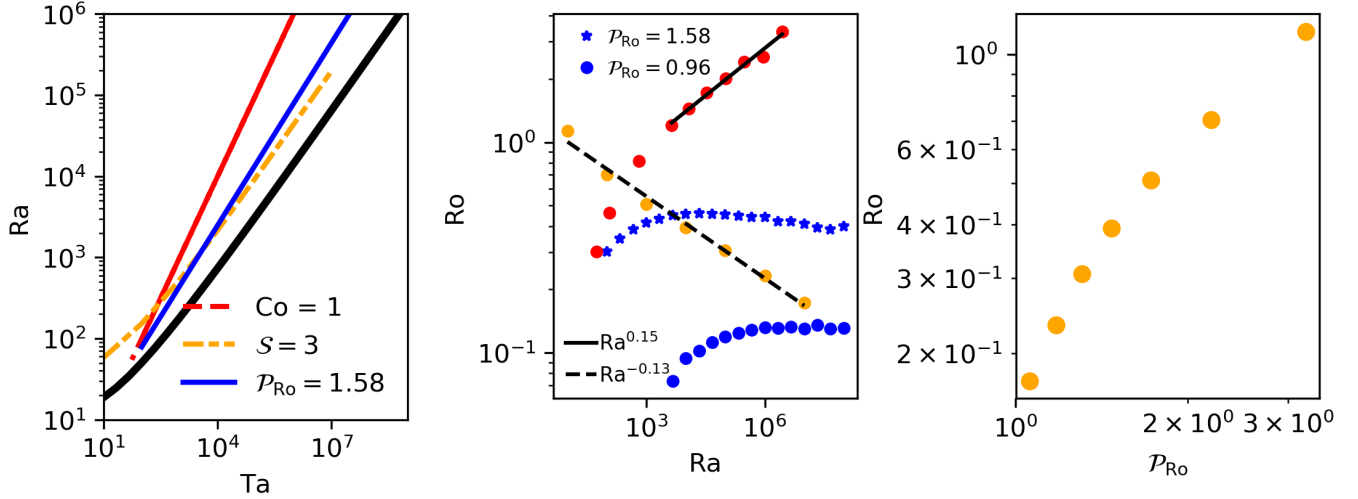 10^6
10^5
10^4
10^3
10^2
10^1
Ra
Co = 1
𝒮 = 3
𝒫_Ro = 1.58
10^1
10^4
10^7
Ta
10^0
10^−1
Ro
𝒫_Ro = 1.58
𝒫_Ro = 0.96
Ra^0.15
Ra^−0.13
10^3
10^6
Ra
10^0
6 × 10^−1
4 × 10^−1
3 × 10^−1
2 × 10^−1
Ro
10^0
2 × 10^0
3 × 10^0
𝒫_Ro